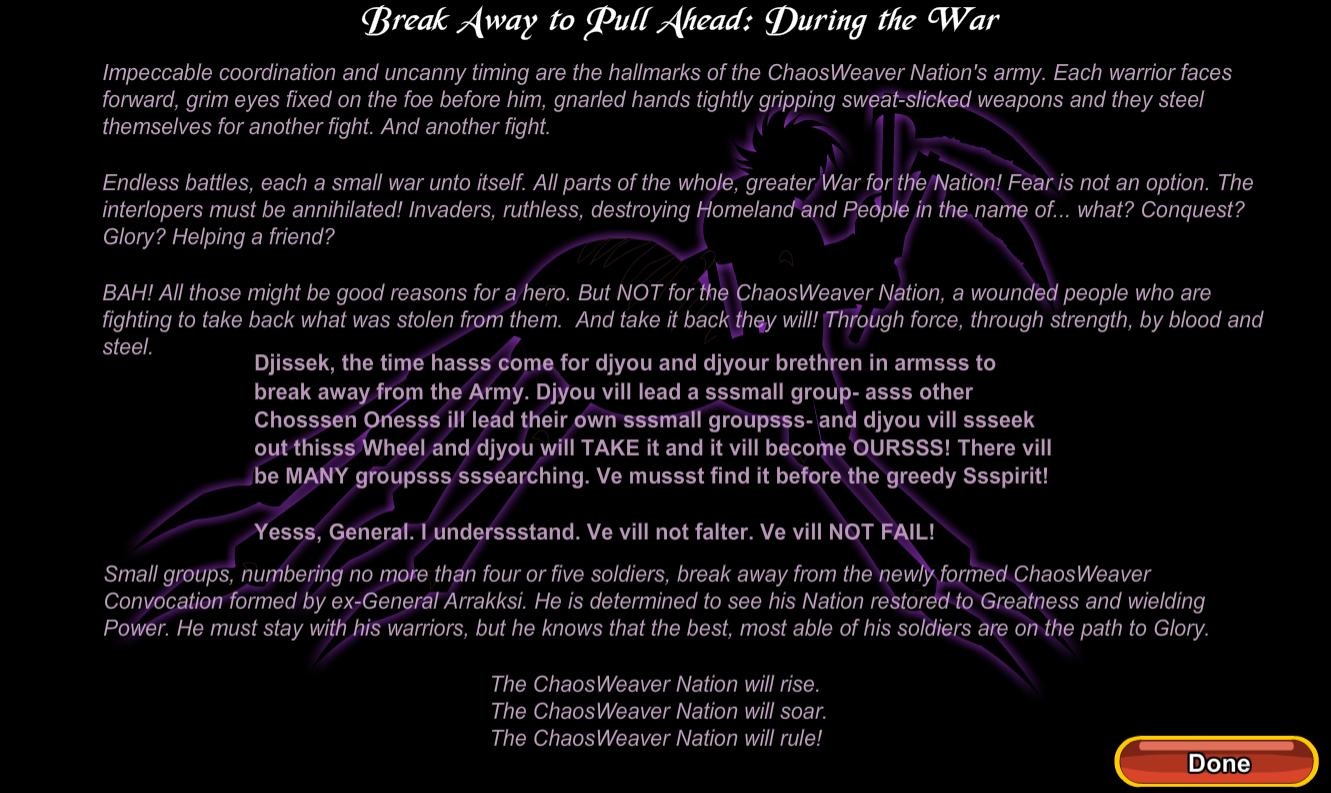 Break Away to Pull Ahead: During the War
Impeccable coordination and uncanny timing are the hallmarks of the ChaosWeaver Nation's army. Each warrior faces
forward, grim eyes fixed on the foe before him, gnarled hands tightly gripping sweat-slicked weapons and they steel
themselves for another fight. And another fight.
Endless battles, each a small war unto itself. All parts of the whole, greater War for the Nation! Fear is not an option. The
interlopers must be annihilated! Invaders, ruthless, destroying Homeland and People in the name of... what? Conquest?
Glory? Helping a friend?
BAH! All those might be good reasons for a hero. But NOT for the ChaosWeaver Nation, a wounded people who are
fighting to take back what was stolen from them.  And take it back they will! Through force, through strength, by blood and
steel.
Djissek, the time hasss come for djyou and djyour brethren in armsss to
break away from the Army. Djyou vill lead a sssmall group- asss other
Chosssen Onesss ill lead their own sssmall groupsss- and djyou vill ssseek
out thisss Wheel and djyou will TAKE it and it vill become OURSSS! There vill
be MANY groupsss sssearching. Ve mussst find it before the greedy Ssspirit!
Yesss, General. I underssstand. Ve vill not falter. Ve vill NOT FAIL!
Small groups, numbering no more than four or five soldiers, break away from the newly formed ChaosWeaver
Convocation formed by ex-General Arrakksi. He is determined to see his Nation restored to Greatness and wielding
Power. He must stay with his warriors, but he knows that the best, most able of his soldiers are on the path to Glory.
The ChaosWeaver Nation will rise.
The ChaosWeaver Nation will soar.
The ChaosWeaver Nation will rule!
Done